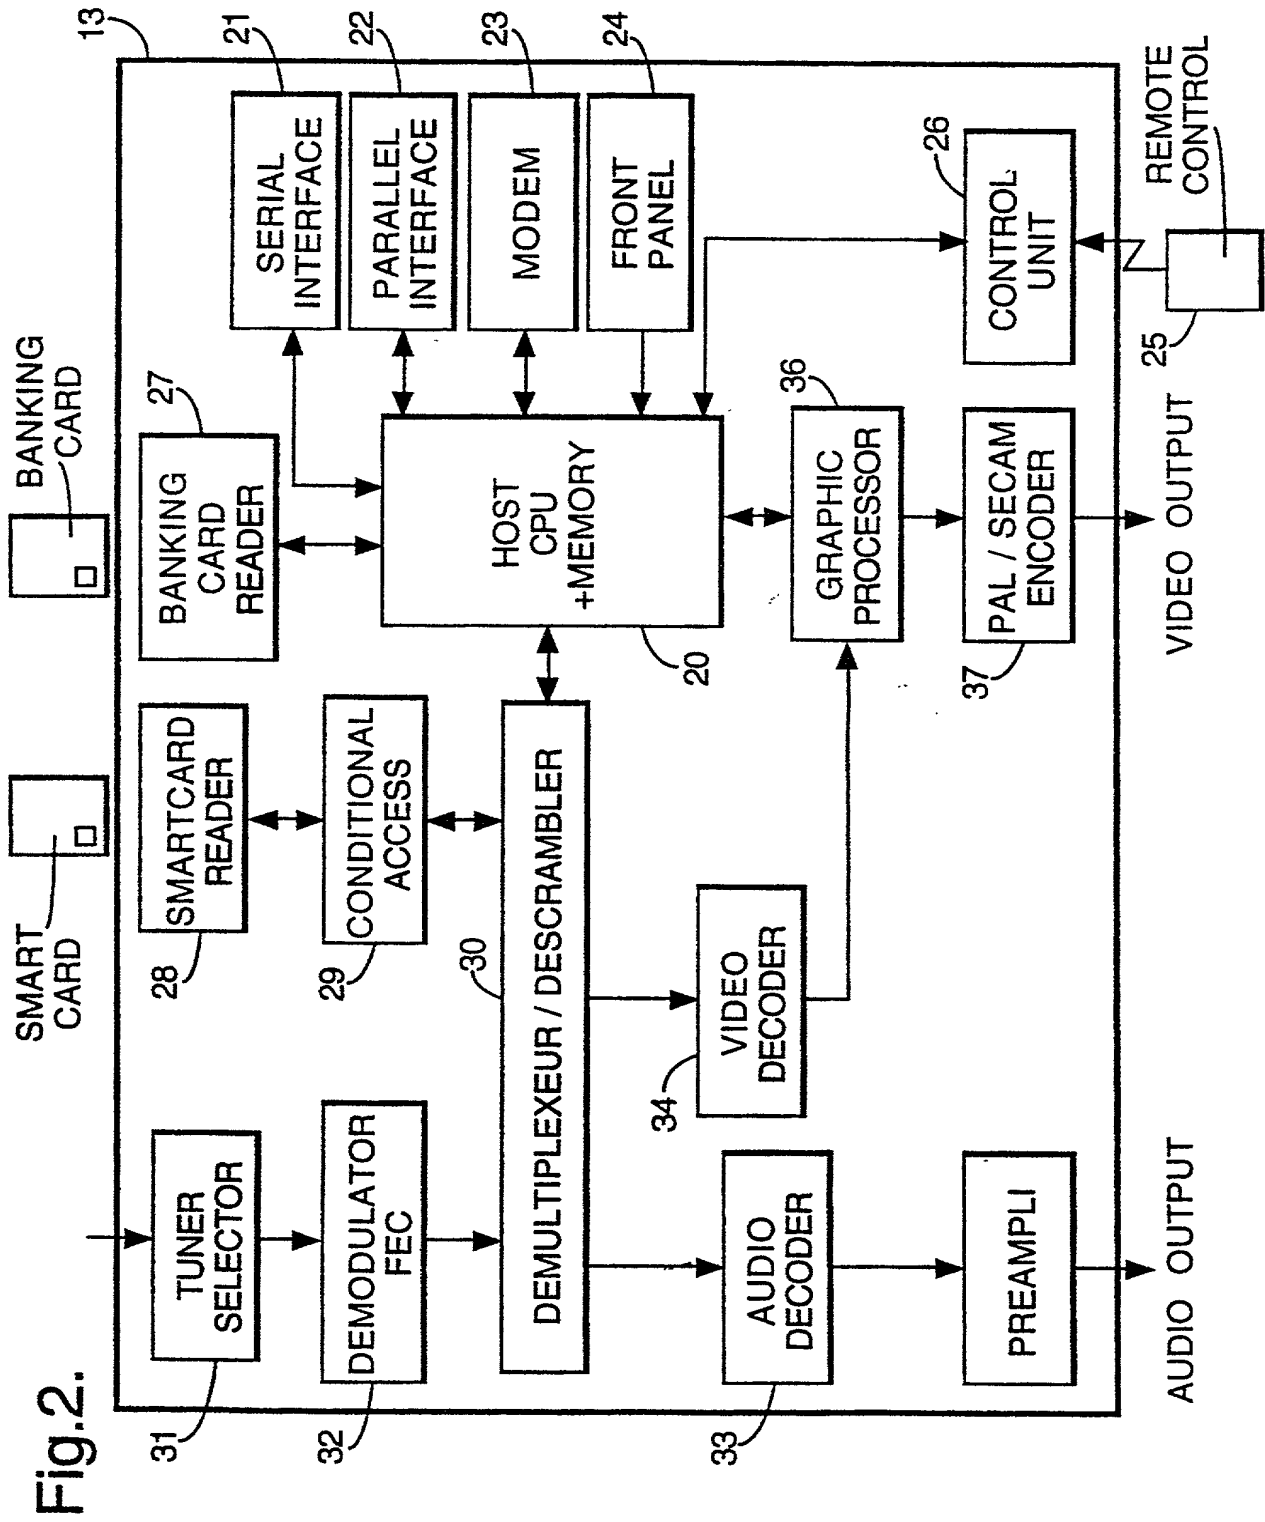 Fig.2.
SMART
CARD
BANKING
CARD
13
31
TUNER
SELECTOR
28
SMARTCARD
READER
27
BANKING
CARD
READER
21
SERIAL
INTERFACE
22
PARALLEL
INTERFACE
23
MODEM
24
FRONT
PANEL
32
DEMODULATOR
FEC
29
CONDITIONAL
ACCESS
HOST
CPU
+MEMORY
20
30
DEMULTIPLEXEUR / DESCRAMBLER
33
AUDIO
DECODER
34
VIDEO
DECODER
36
GRAPHIC
PROCESSOR
26
CONTROL
UNIT
PREAMPLI
37
PAL / SECAM
ENCODER
25
REMOTE
CONTROL
AUDIO OUTPUT
VIDEO OUTPUT